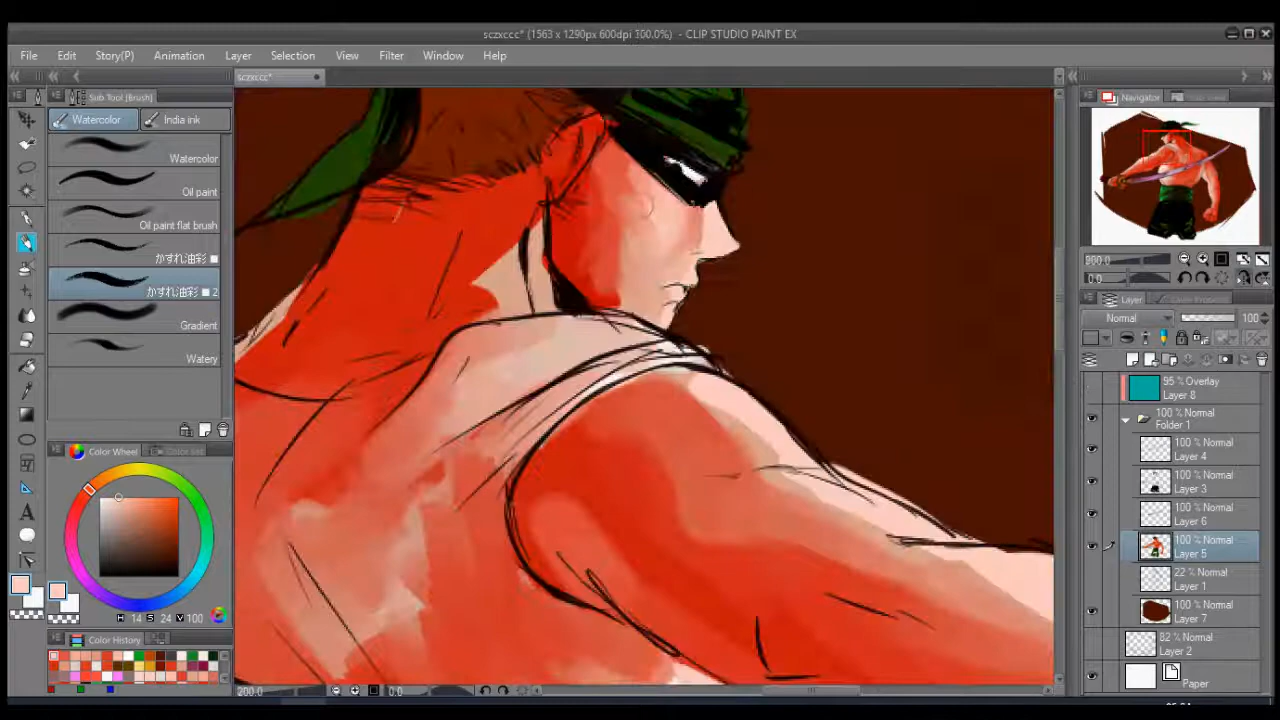 sczxccc* (1563 x 1290px 600dpi 300.0%) - CLIP STUDIO PAINT EX
File Edit Story(P) Animation Layer Selection View Filter Window Help
sczxccc*
Sub Tool [Brush]
Navigator
Watercolor India ink
Watercolor
Oil paint
Oil paint flat brush
かすれ油彩
かすれ油彩 2
Gradient
Watery
Color Wheel
H 14 S 24 V 100
Color History
200.0 0.0
0.0
Layer
Normal 100
95 % Overlay
Layer 8
100 % Normal
Folder 1
100 % Normal
Layer 4
100 % Normal
Layer 3
100 % Normal
Layer 6
100 % Normal
Layer 5
22 % Normal
Layer 1
100 % Normal
Layer 7
82 % Normal
Layer 2
Paper